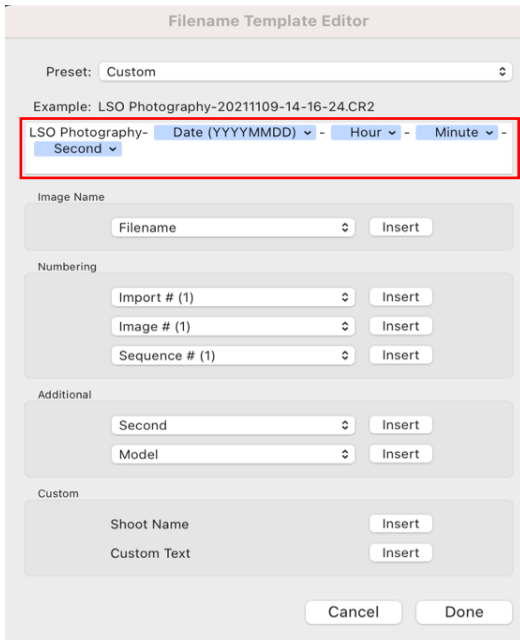 Filename Template Editor
Preset: Custom
Example: LSO Photography-20211109-14-16-24.CR2
LSO Photography- Date (YYYYMMDD) - Hour - Minute -
Second
Image Name
Filename Insert
Numbering
Import # (1) Insert
Image # (1) Insert
Sequence # (1) Insert
Additional
Second Insert
Model Insert
Custom
Shoot Name Insert
Custom Text Insert
Cancel Done